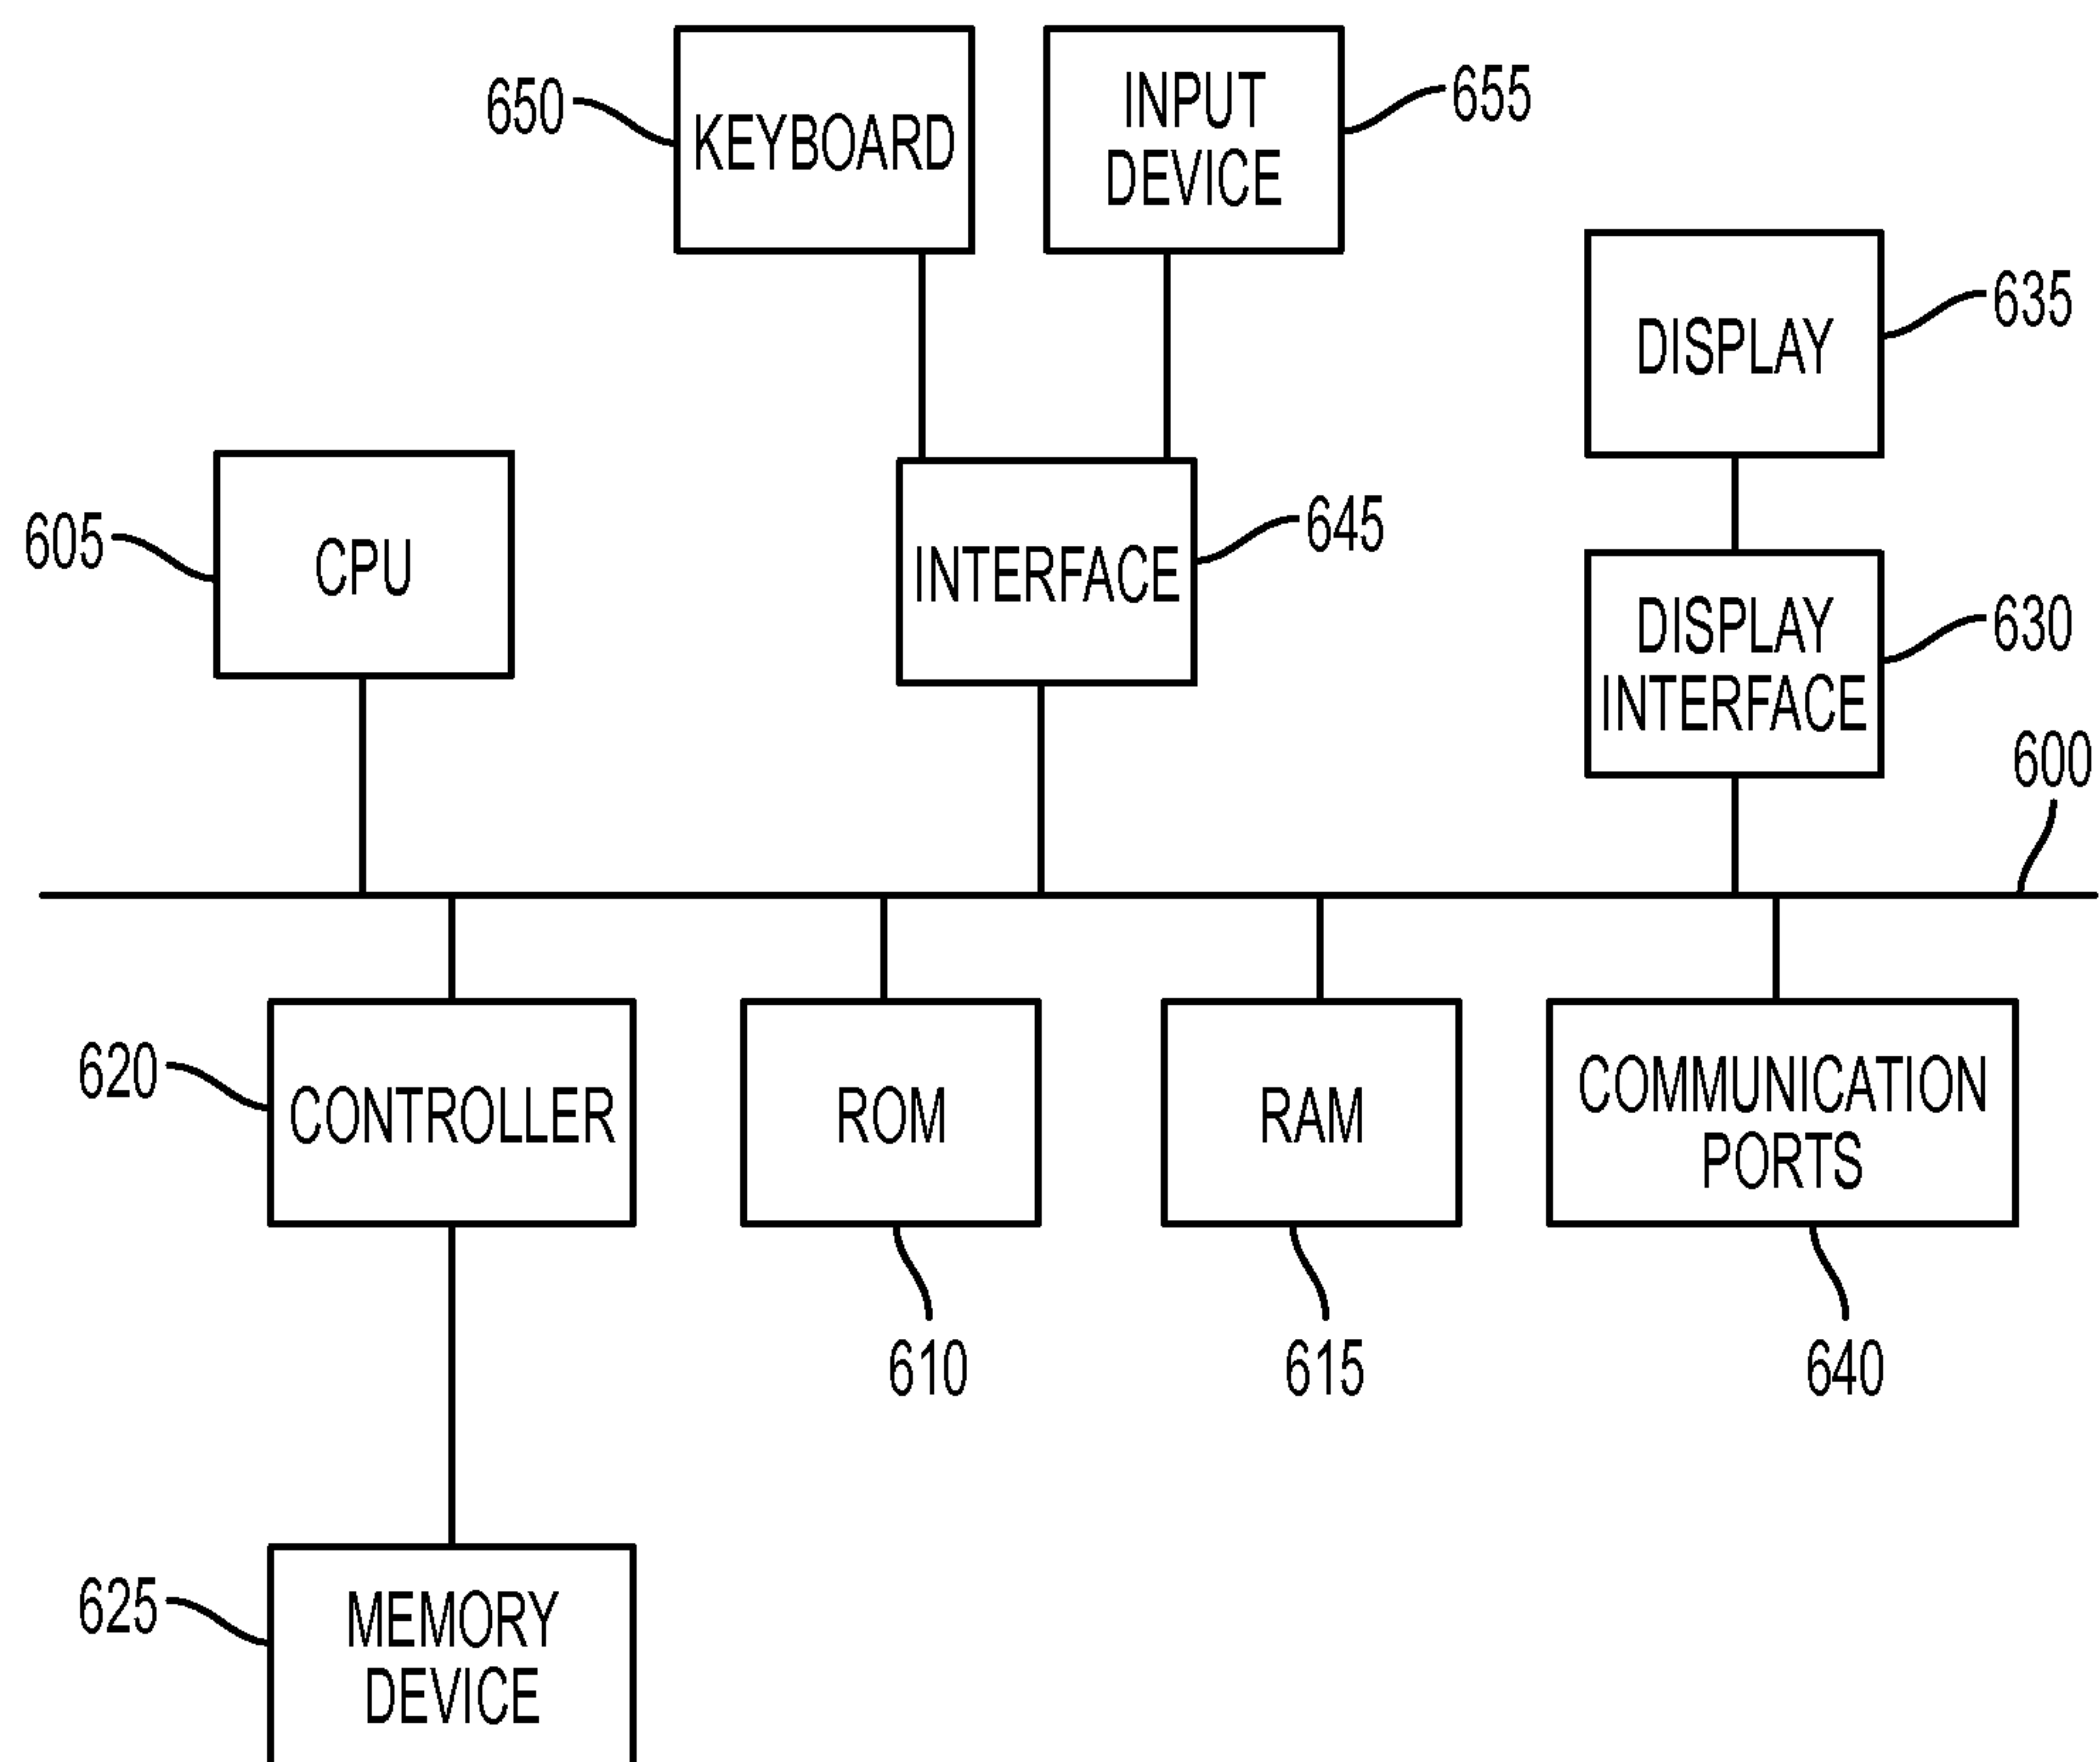 650
KEYBOARD
INPUT
DEVICE
655
DISPLAY
635
605
CPU
INTERFACE
645
DISPLAY
INTERFACE
630
600
620
CONTROLLER
ROM
RAM
COMMUNICATION
PORTS
610
615
640
625
MEMORY
DEVICE